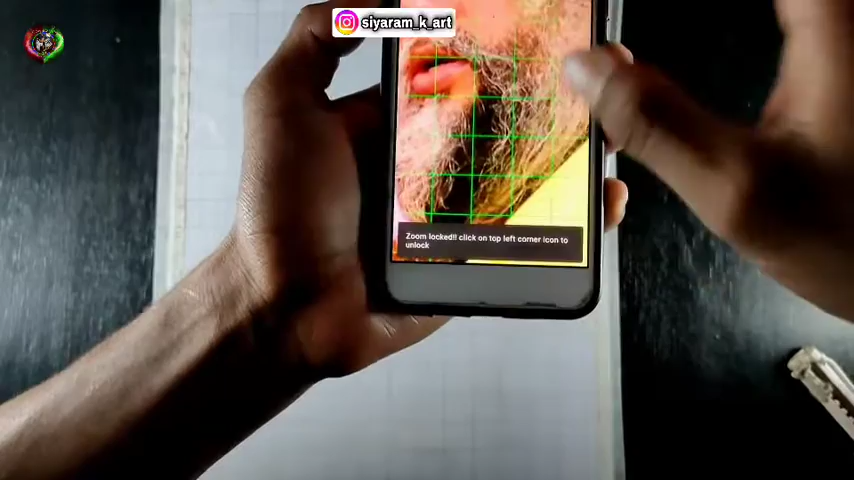 siyaram_k_art
Zoom locked!! click on top left corner icon to
unlock